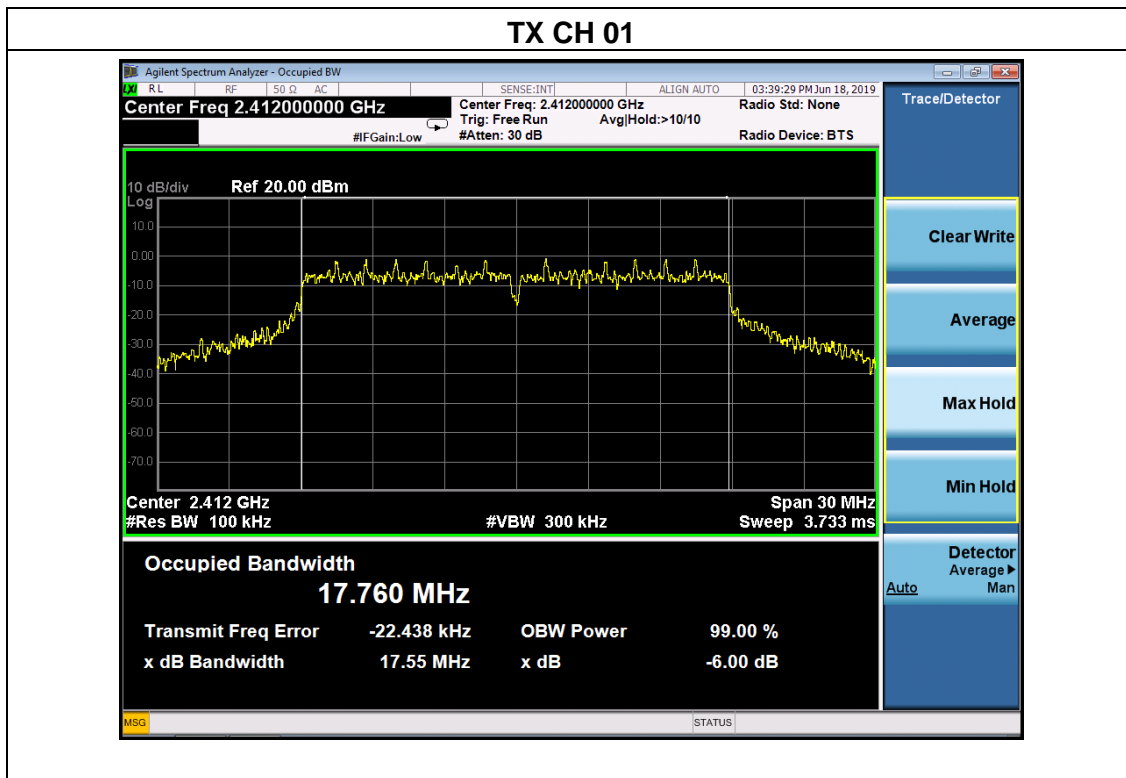 TX CH 01
Agilent Spectrum Analyzer - Occupied BW
LXI RL RF 50 Ω AC SENSE:INT ALIGN AUTO 03:39:29 PM Jun 18, 2019
Center Freq 2.412000000 GHz
#IFGain:Low
Center Freq: 2.412000000 GHz
Trig: Free Run Avg|Hold:>10/10
#Atten: 30 dB
Radio Std: None
Radio Device: BTS
Trace/Detector
10 dB/div Ref 20.00 dBm
Log
10.0
0.00
-10.0
-20.0
-30.0
-40.0
-50.0
-60.0
-70.0
Center 2.412 GHz Span 30 MHz
#Res BW 100 kHz #VBW 300 kHz Sweep 3.733 ms
Clear Write
Average
Max Hold
Min Hold
Detector
Average▶
Auto Man
Occupied Bandwidth
17.760 MHz
Transmit Freq Error -22.438 kHz OBW Power 99.00 %
x dB Bandwidth 17.55 MHz x dB -6.00 dB
MSG STATUS